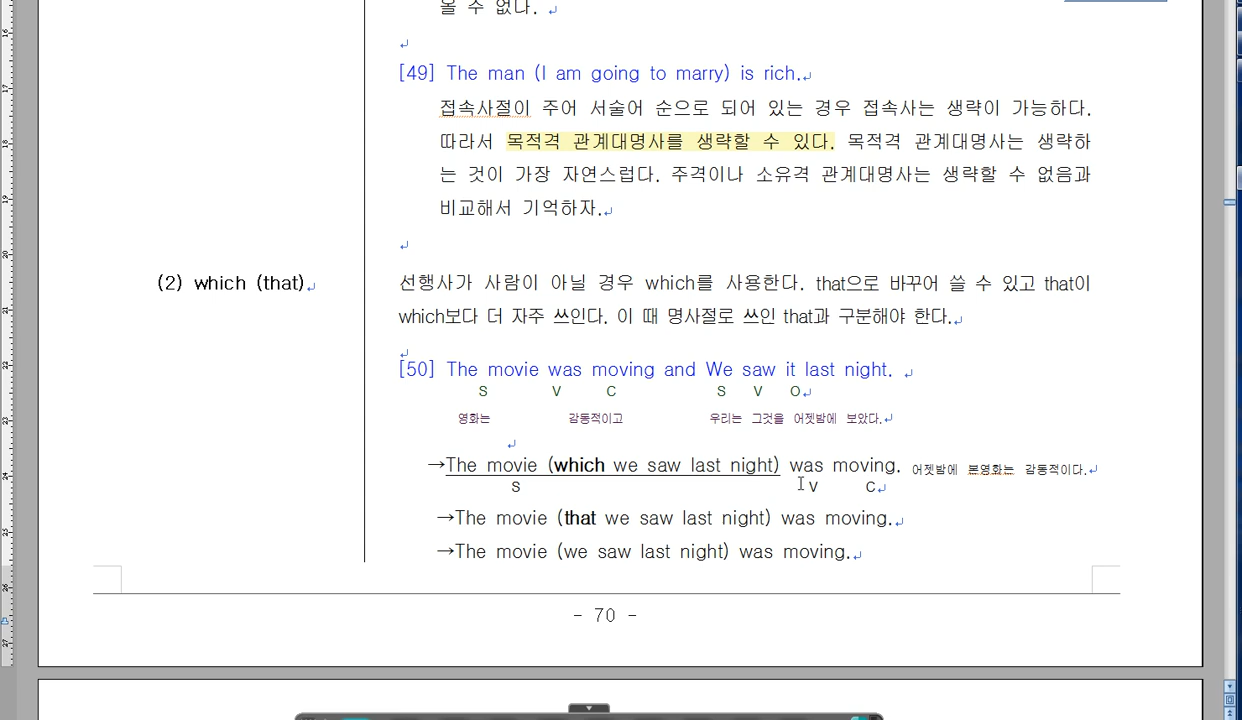 올 수 없다.
[49] The man (I am going to marry) is rich.
접속사절이 주어 서술어 순으로 되어 있는 경우 접속사는 생략이 가능하다.
따라서 목적격 관계대명사를 생략할 수 있다. 목적격 관계대명사는 생략하
는 것이 가장 자연스럽다. 주격이나 소유격 관계대명사는 생략할 수 없음과
비교해서 기억하자.
(2) which (that)
선행사가 사람이 아닐 경우 which를 사용한다. that으로 바꾸어 쓸 수 있고 that이
which보다 더 자주 쓰인다. 이 때 명사절로 쓰인 that과 구분해야 한다.
[50] The movie was moving and We saw it last night.
S V C S V O
영화는 감동적이고 우리는 그것을 어젯밤에 보았다.
→The movie (which we saw last night) was moving. 어젯밤에 본영화는 감동적이다.
S V C
→The movie (that we saw last night) was moving.
→The movie (we saw last night) was moving.
- 70 -